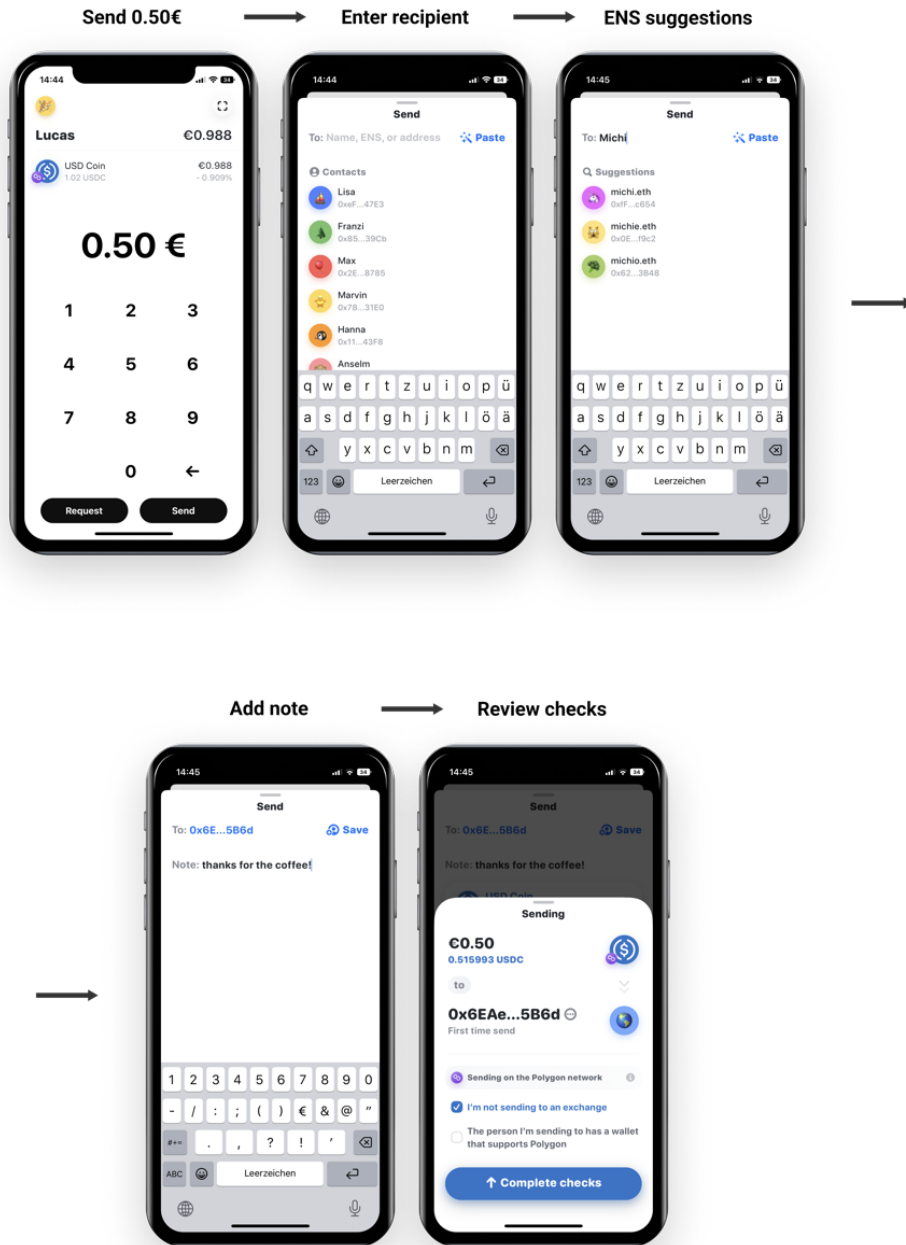 Send 0.50€
Enter recipient
ENS suggestions
14:44
34
Lucas
€0.988
USD Coin
€0.988
1.02 USDC
- 0.909%
0.50 €
1 2 3
4 5 6
7 8 9
0 ←
Request
Send
14:44
34
Send
To: Name, ENS, or address
Paste
Contacts
Lisa
0xeF...47E3
Franzi
0x85...39Cb
Max
0x2E...8785
Marvin
0x78...31E0
Hanna
0x11...43F8
Anselm
q w e r t z u i o p ü
a s d f g h j k l ö ä
y x c v b n m
123
Leerzeichen
14:45
34
Send
To: Michi
Paste
Suggestions
michi.eth
0xfF...c654
michie.eth
0x0E...f9c2
michio.eth
0x62...3B48
q w e r t z u i o p ü
a s d f g h j k l ö ä
y x c v b n m
123
Leerzeichen
Add note
Review checks
14:45
34
Send
To: 0x6E...5B6d
Save
Note: thanks for the coffee!
1 2 3 4 5 6 7 8 9 0
- / : ; ( ) € & @ "
#+= . , ? ! '
ABC
Leerzeichen
14:45
34
Send
To: 0x6E...5B6d
Save
Note: thanks for the coffee!
USD Coin
Sending
€0.50
0.515993 USDC
to
0x6EAe...5B6d
First time send
Sending on the Polygon network
I'm not sending to an exchange
The person I'm sending to has a wallet
that supports Polygon
↑ Complete checks